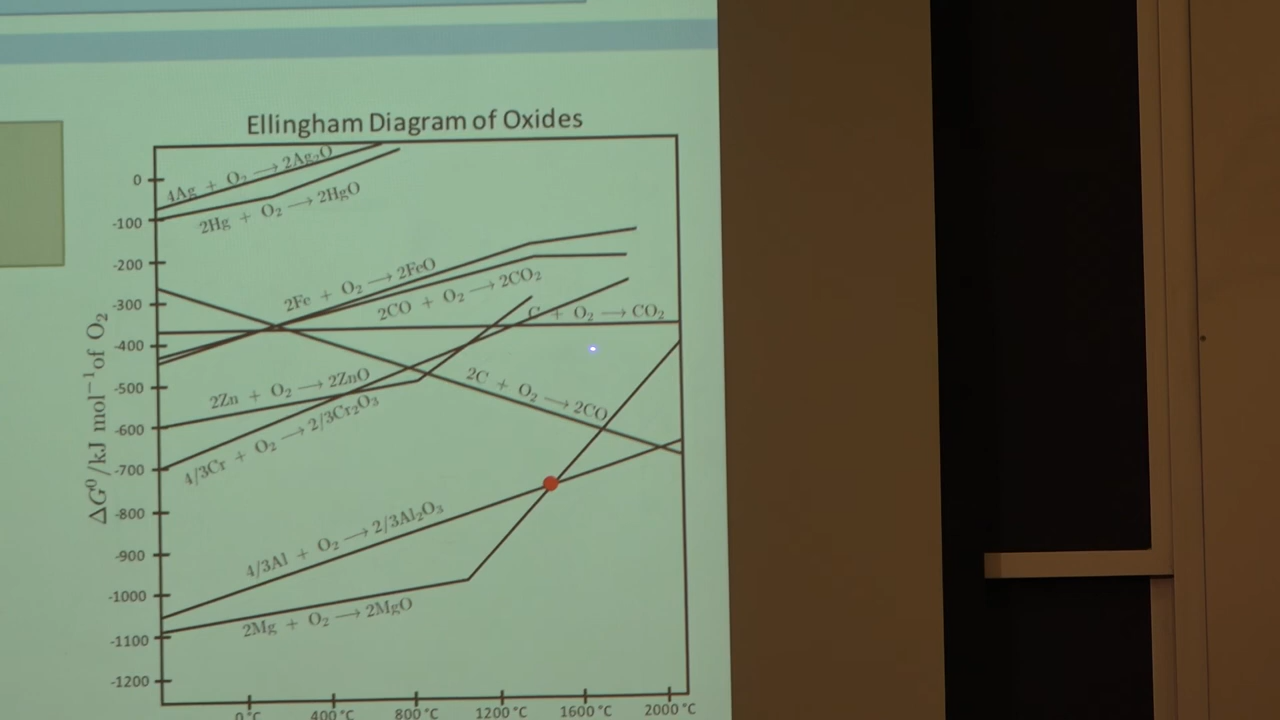 Ellingham Diagram of Oxides
4Ag + O₂ ⟶ 2Ag₂O
2Hg + O₂ ⟶ 2HgO
2Fe + O₂ ⟶ 2FeO
2CO + O₂ ⟶ 2CO₂
C + O₂ ⟶ CO₂
2Zn + O₂ ⟶ 2ZnO
2C + O₂ ⟶ 2CO
4/3Cr + O₂ ⟶ 2/3Cr₂O₃
4/3Al + O₂ ⟶ 2/3Al₂O₃
2Mg + O₂ ⟶ 2MgO
ΔG⁰/kJ mol⁻¹of O₂
0
-100
-200
-300
-400
-500
-600
-700
-800
-900
-1000
-1100
-1200
0 °C 400 °C 800 °C 1200 °C 1600 °C 2000 °C